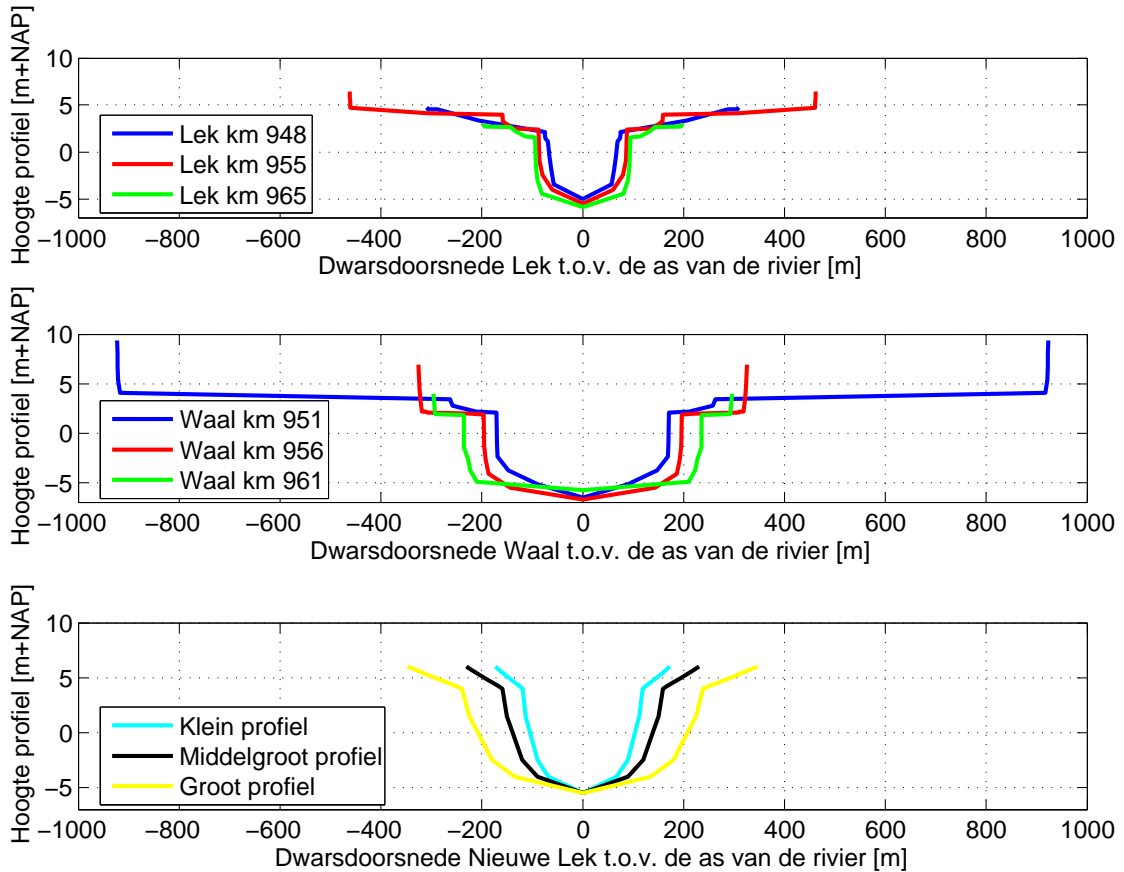 Hoogte profiel [m+NAP]
10
5
0
−5
−1000 −800 −600 −400 −200 0 200 400 600 800 1000
Lek km 948
Lek km 955
Lek km 965
Dwarsdoorsnede Lek t.o.v. de as van de rivier [m]
Hoogte profiel [m+NAP]
10
5
0
−5
−1000 −800 −600 −400 −200 0 200 400 600 800 1000
Waal km 951
Waal km 956
Waal km 961
Dwarsdoorsnede Waal t.o.v. de as van de rivier [m]
Hoogte profiel [m+NAP]
10
5
0
−5
−1000 −800 −600 −400 −200 0 200 400 600 800 1000
Klein profiel
Middelgroot profiel
Groot profiel
Dwarsdoorsnede Nieuwe Lek t.o.v. de as van de rivier [m]